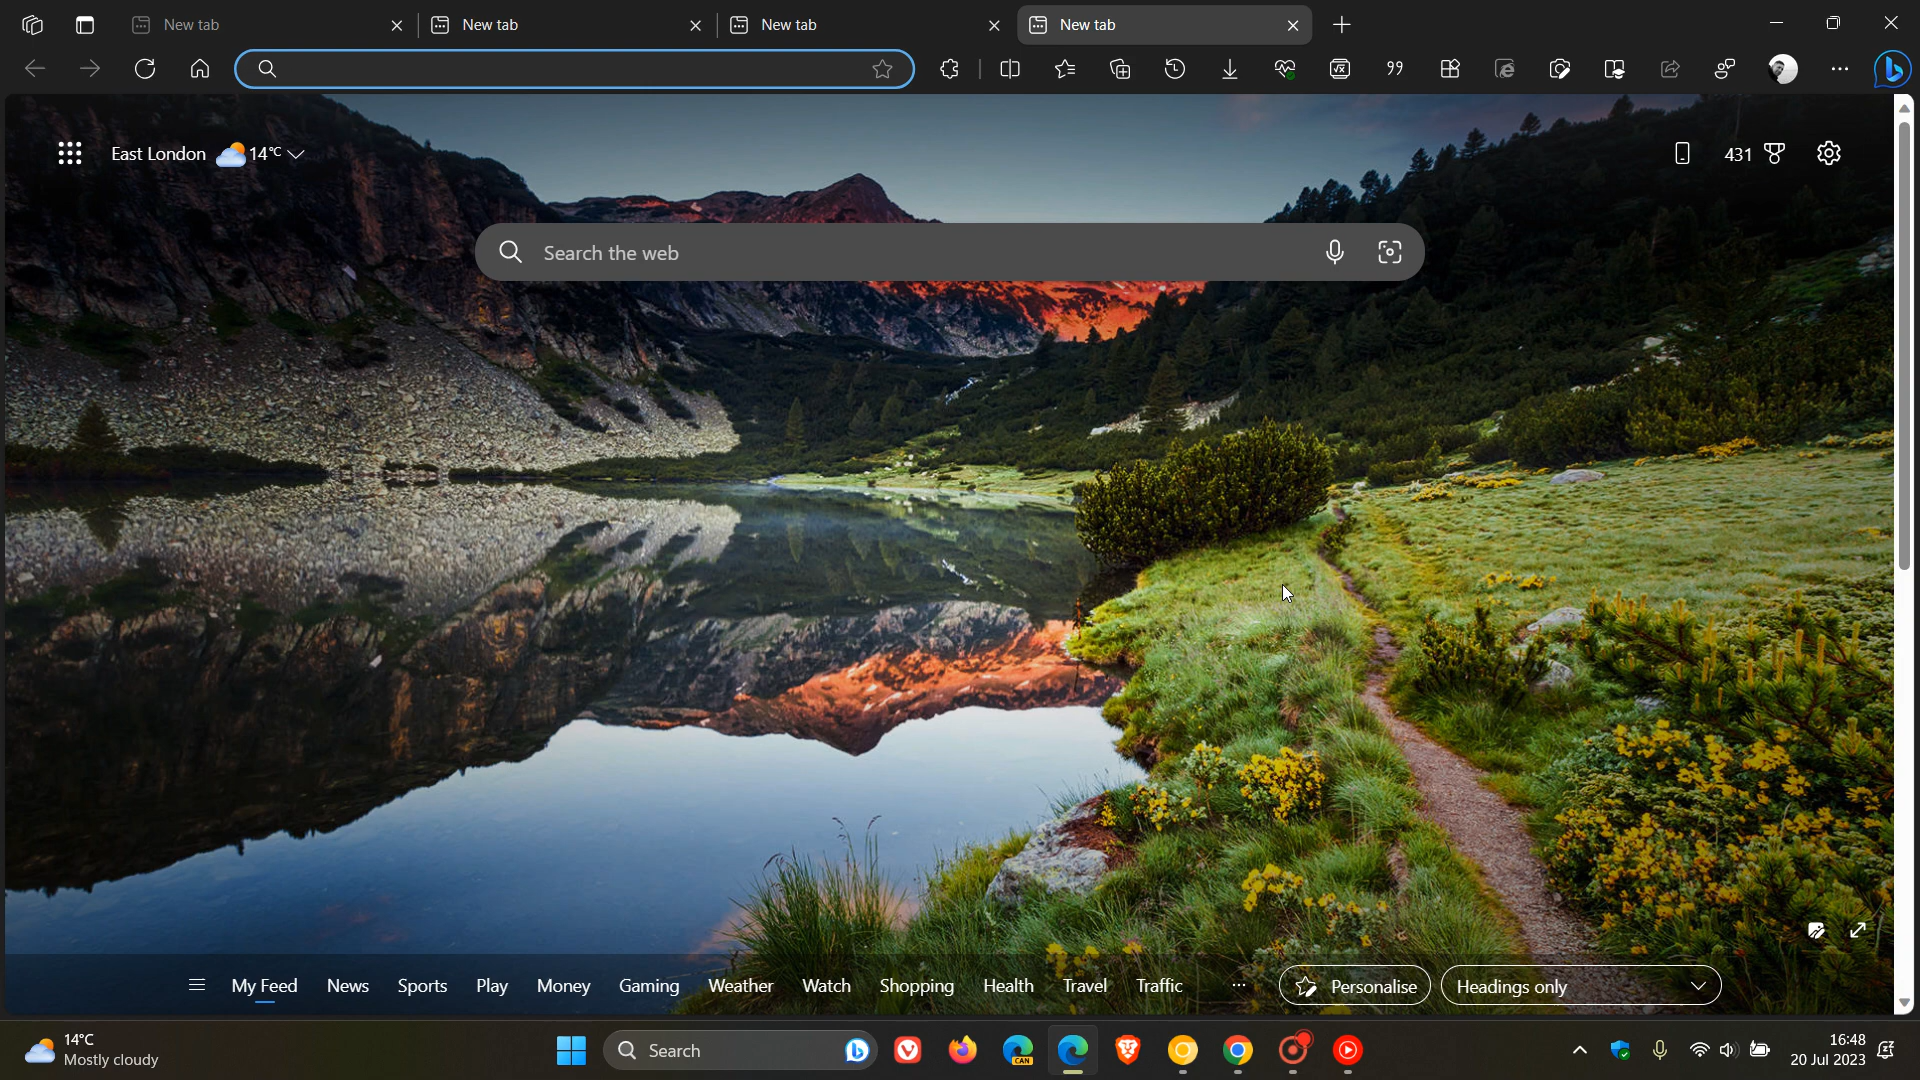 New tab
New tab
New tab
New tab
East London 14°C
431
Search the web
My Feed News Sports Play Money Gaming Weather Watch Shopping Health Travel Traffic ... Personalise Headings only
14°C
Mostly cloudy
Search
CAN
16:48
20 Jul 2023